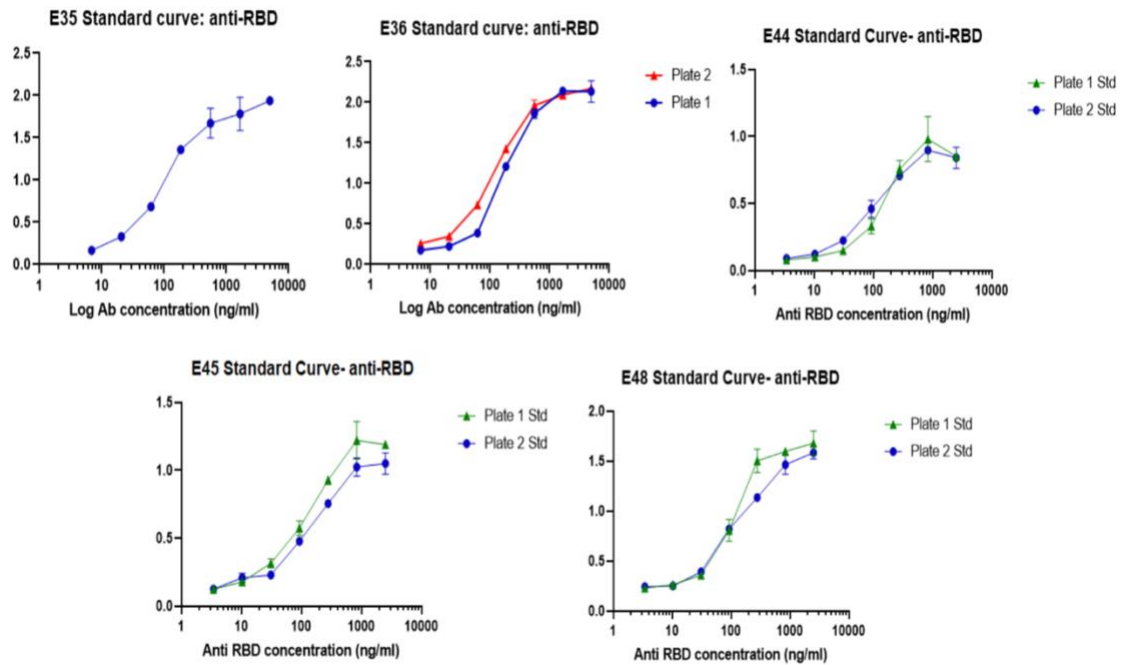 E35 Standard curve: anti-RBD
2.5
2.0
1.5
1.0
0.5
0.0
1 10 100 1000 10000
Log Ab concentration (ng/ml)
E36 Standard curve: anti-RBD
2.5
2.0
1.5
1.0
0.5
0.0
1 10 100 1000 10000
Log Ab concentration (ng/ml)
Plate 2
Plate 1
E44 Standard Curve- anti-RBD
1.5
1.0
0.5
0.0
1 10 100 1000 10000
Anti RBD concentration (ng/ml)
Plate 1 Std
Plate 2 Std
E45 Standard Curve- anti-RBD
1.5
1.0
0.5
0.0
1 10 100 1000 10000
Anti RBD concentration (ng/ml)
Plate 1 Std
Plate 2 Std
E48 Standard Curve- anti-RBD
2.0
1.5
1.0
0.5
0.0
1 10 100 1000 10000
Anti RBD concentration (ng/ml)
Plate 1 Std
Plate 2 Std